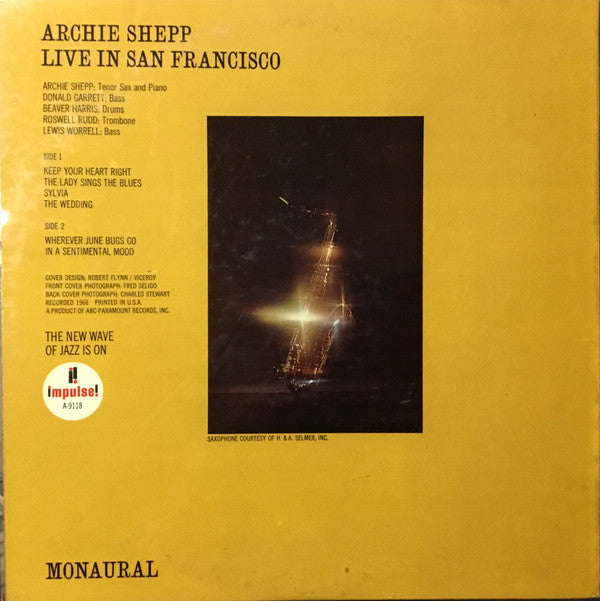 ARCHIE SHEPP
LIVE IN SAN FRANCISCO
ARCHIE SHEPP: Tenor Sax and Piano
DONALD GARRETT: Bass
BEAVER HARRIS: Drums
ROSWELL RUDD: Trombone
LEWIS WORRELL: Bass
SIDE 1
KEEP YOUR HEART RIGHT
THE LADY SINGS THE BLUES
SYLVIA
THE WEDDING
SIDE 2
WHEREVER JUNE BUGS GO
IN A SENTIMENTAL MOOD
COVER DESIGN: ROBERT FLYNN / VICEROY
FRONT COVER PHOTOGRAPH: FRED SELIGO
BACK COVER PHOTOGRAPH: CHARLES STEWART
RECORDED 1966 PRINTED IN U.S.A.
A PRODUCT OF ABC-PARAMOUNT RECORDS, INC.
THE NEW WAVE
OF JAZZ IS ON
i!
impulse!
A-9118
SAXOPHONE COURTESY OF H. & A. SELMER, INC.
MONAURAL